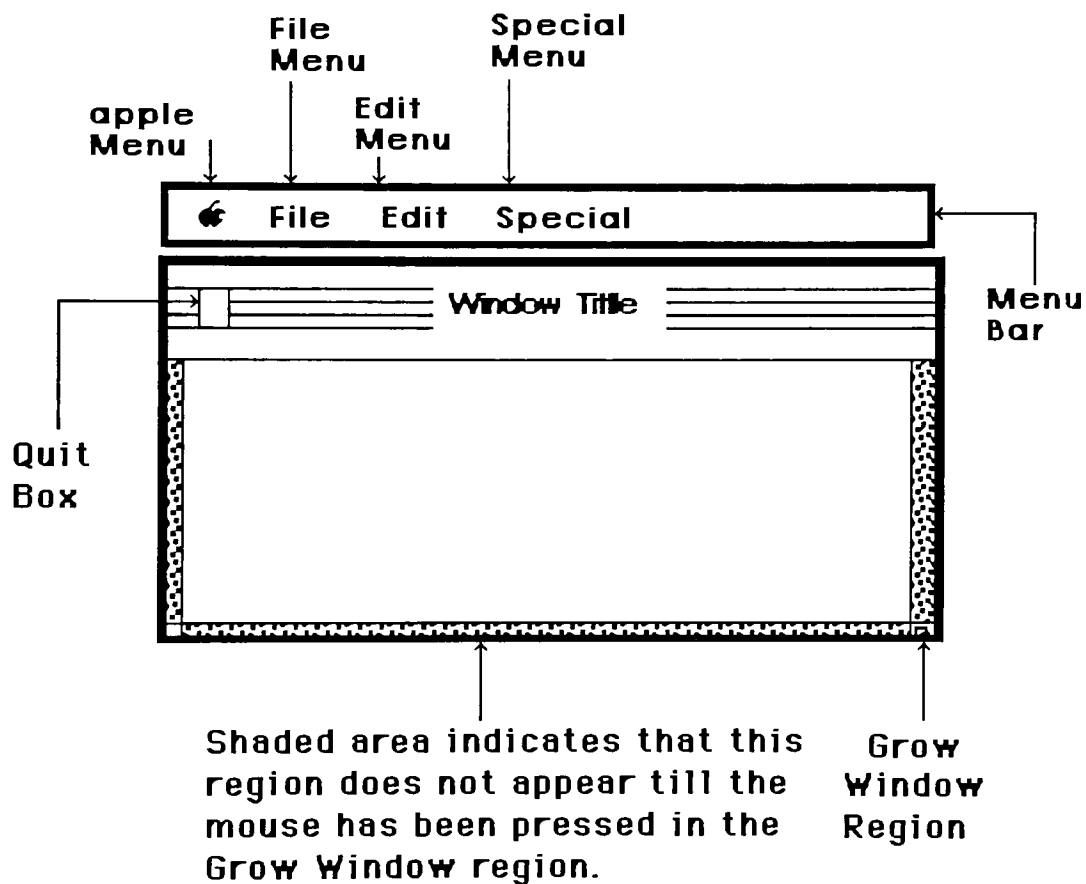 File
Menu
Special
Menu
apple
Menu
Edit
Menu
File Edit Special
Window Title
Menu
Bar
Quit
Box
Shaded area indicates that this
region does not appear till the
mouse has been pressed in the
Grow Window region.
Grow
Window
Region